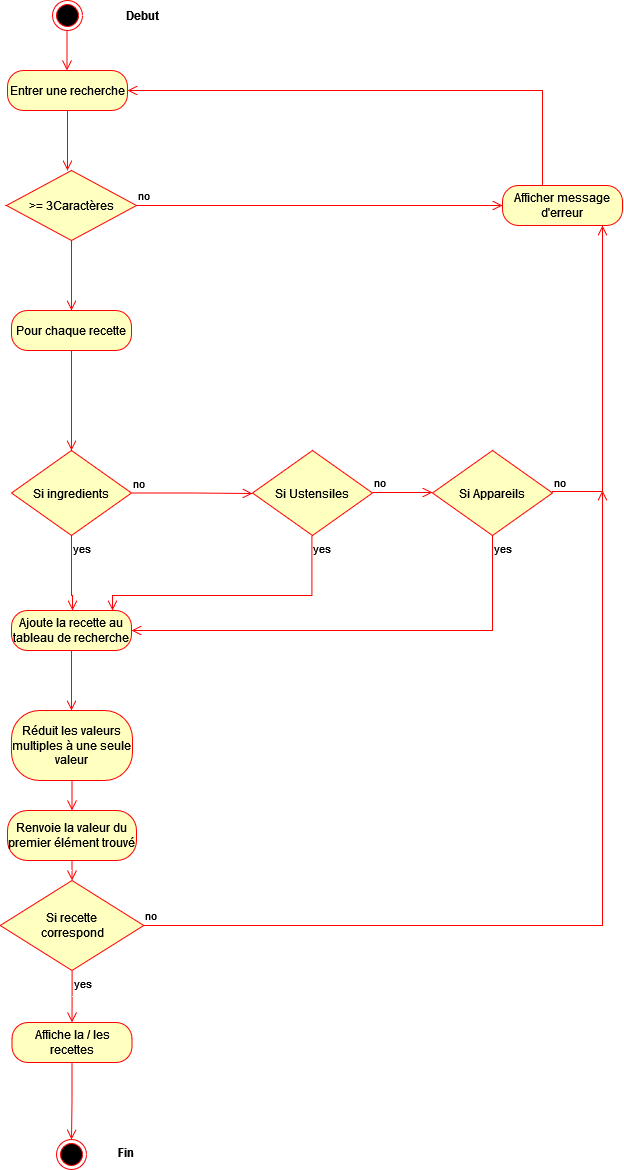 Debut
Entrer une recherche
>= 3Caractères
no
Afficher message
d'erreur
Pour chaque recette
Si ingredients
no
Si Ustensiles
no
Si Appareils
no
yes
yes
yes
Ajoute la recette au
tableau de recherche
Réduit les valeurs
multiples à une seule
valeur
Renvoie la valeur du
premier élément trouvé
Si recette
correspond
no
yes
Affiche la / les
recettes
Fin